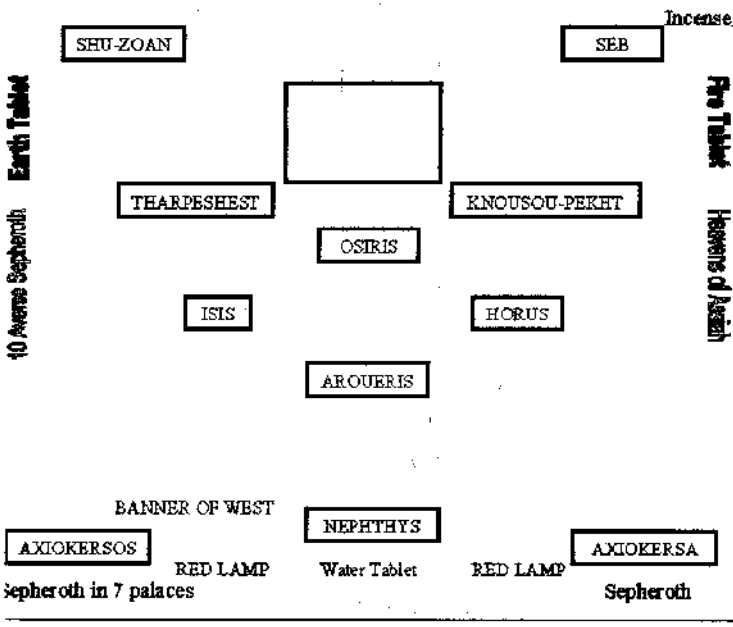 Incense
SHU-ZOAN
SEB
Earth Tablet
Fire Tablet
THARPESHEST
KNOUSOU-PEKHT
OSIRIS
10 Averse Sepheroth
Heavens of Assiah
ISIS
HORUS
AROUERIS
BANNER OF WEST
NEPHTHYS
AXIOKERSOS
AXIOKERSA
RED LAMP
Water Tablet
RED LAMP
Sepheroth in 7 palaces
Sepheroth